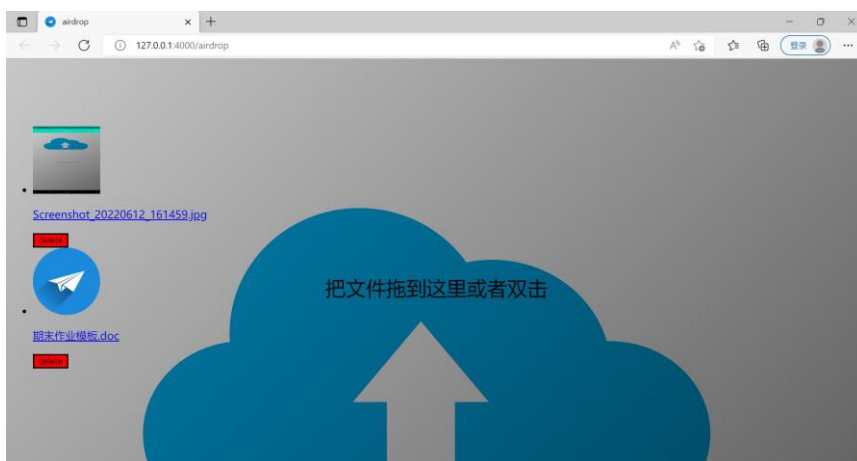 airdrop
127.0.0.1:4000/airdrop
登录
Screenshot_20220612_161459.jpg
delete
把文件拖到这里或者双击
期末作业模板.doc
delete